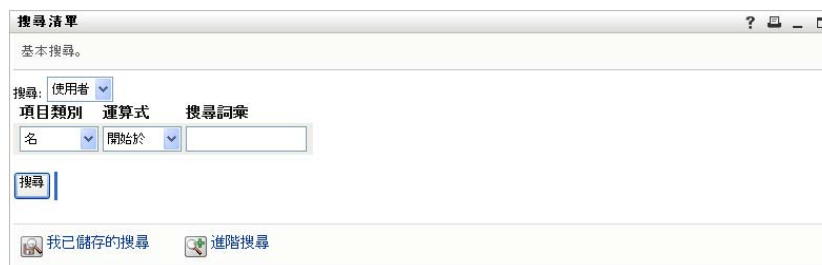 搜尋清單 ?
基本搜尋。
搜尋: 使用者
項目類別 運算式 搜尋詞彙
名 開始於
搜尋
我已儲存的搜尋 進階搜尋